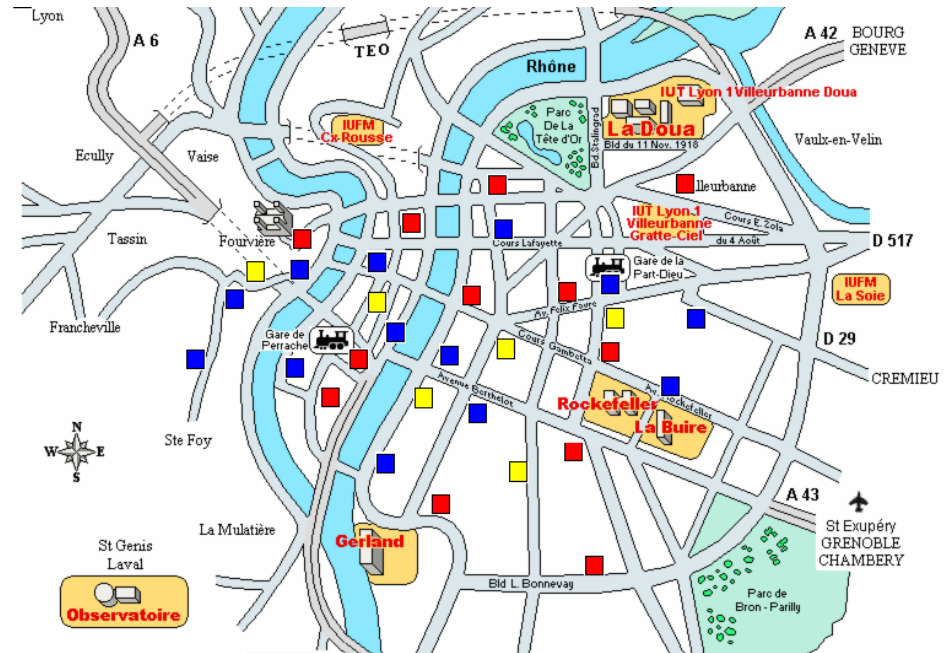 Lyon
A 6
TEO
A 42
BOURG
GENEVE
Rhône
IUT Lyon 1 Villeurbanne Doua
La Doua
Bld du 11 Nov. 1918
Parc
De La
Tête d'Or
Bd.Stalingrad
IUFM
Cx-Rousse
Vaulx-en-Velin
Ecully
Vaise
illeurbanne
IUT Lyon 1
Villeurbanne
Gratte-Ciel
Cours E. Zola
Tassin
Fourvière
Cours Lafayette
du 4 Août
D 517
Gare de la
Part-Dieu
IUFM
La Soie
Av. Felix Faure
Francheville
Gare de
Perrache
Cours Gambetta
D 29
CREMIEU
Avenue Berthelot
Av. Rockefeller
Rockefeller
La Buire
N
W
E
S
Ste Foy
A 43
La Mulatière
St Exupéry
GRENOBLE
CHAMBERY
Gerland
St Genis
Laval
Bld L. Bonnevay
Observatoire
Parc de
Bron - Parilly